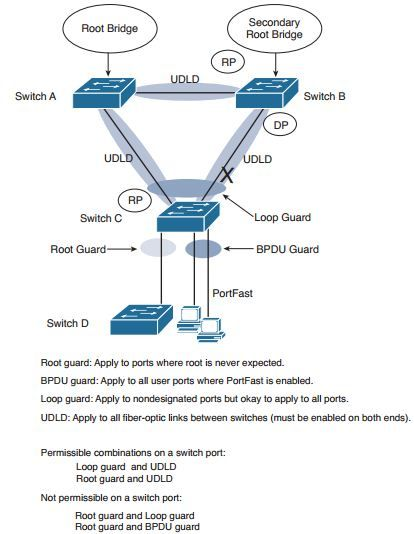 Root Bridge
Secondary
Root Bridge
RP
UDLD
Switch A
Switch B
DP
UDLD
UDLD
X
RP
Switch C
Loop Guard
Root Guard
BPDU Guard
PortFast
Switch D
Root guard: Apply to ports where root is never expected.
BPDU guard: Apply to all user ports where PortFast is enabled.
Loop guard: Apply to nondesignated ports but okay to apply to all ports.
UDLD: Apply to all fiber-optic links between switches (must be enabled on both ends).
Permissible combinations on a switch port:
Loop guard and UDLD
Root guard and UDLD
Not permissible on a switch port:
Root guard and Loop guard
Root guard and BPDU guard